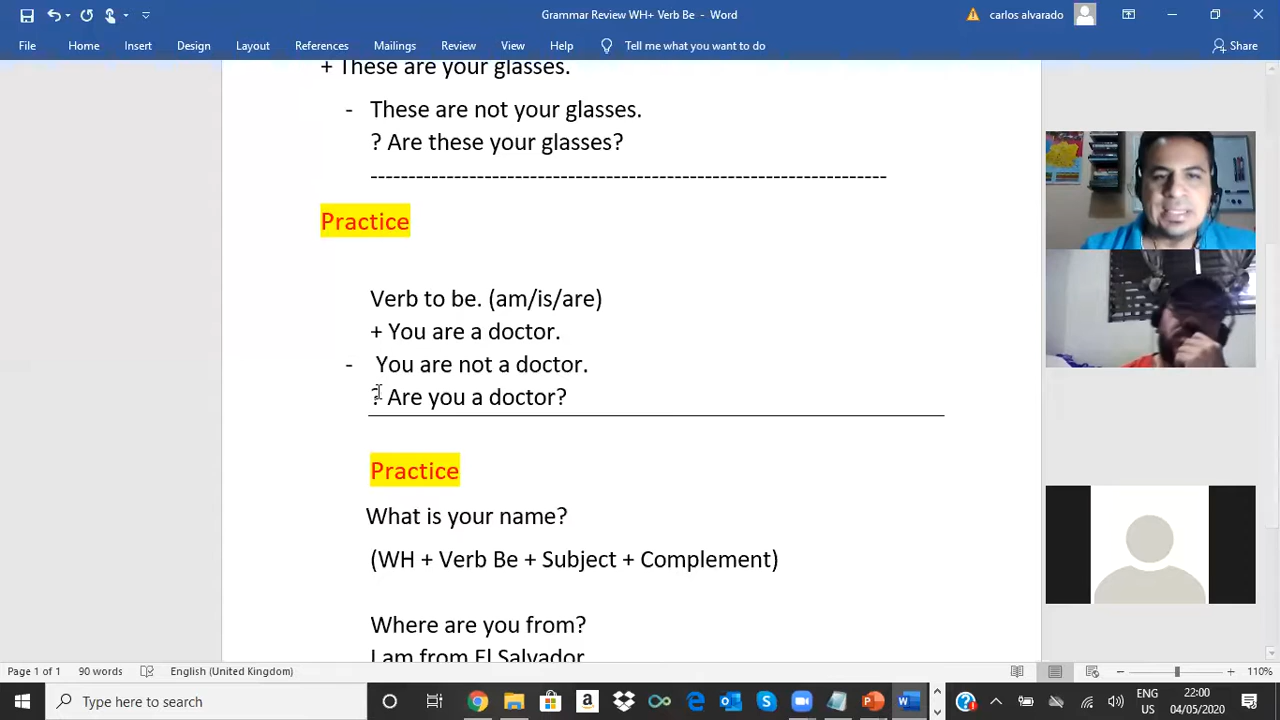 Grammar Review WH+ Verb Be - Word
carlos alvarado
File Home Insert Design Layout References Mailings Review View Help Tell me what you want to do Share
+ These are your glasses.
- These are not your glasses.
? Are these your glasses?
--------------------------------------------------------------------
Practice
Verb to be. (am/is/are)
+ You are a doctor.
- You are not a doctor.
? Are you a doctor?
Practice
What is your name?
(WH + Verb Be + Subject + Complement)
Where are you from?
I am from El Salvador
Page 1 of 1 90 words English (United Kingdom) 110%
Type here to search
ENG
US
22:00
04/05/2020